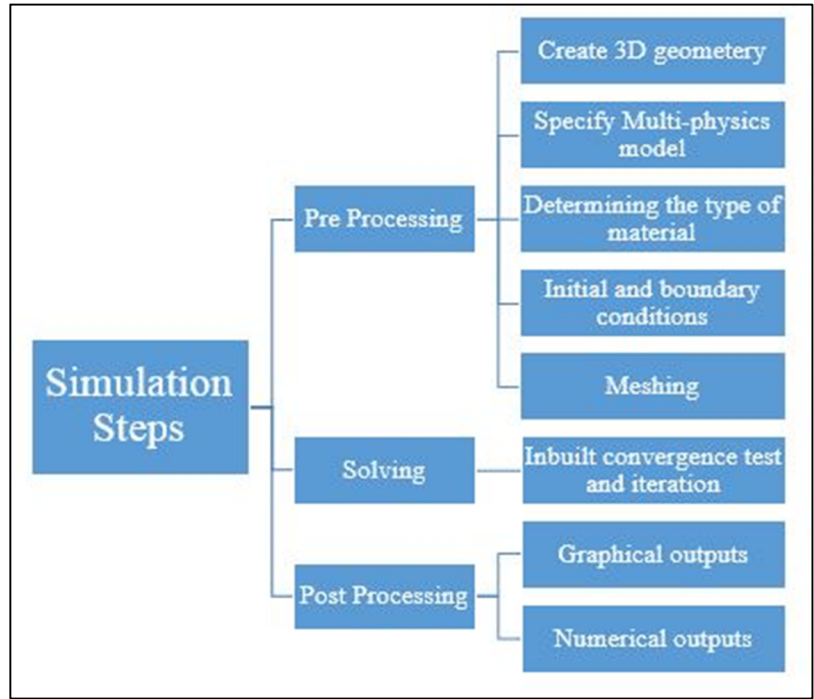 Create 3D geometery
Specify Multi-physics
model
Determining the type of
material
Pre Processing
Initial and boundary
conditions
Meshing
Simulation
Steps
Solving
Inbuilt convergence test
and iteration
Graphical outputs
Post Processing
Numerical outputs